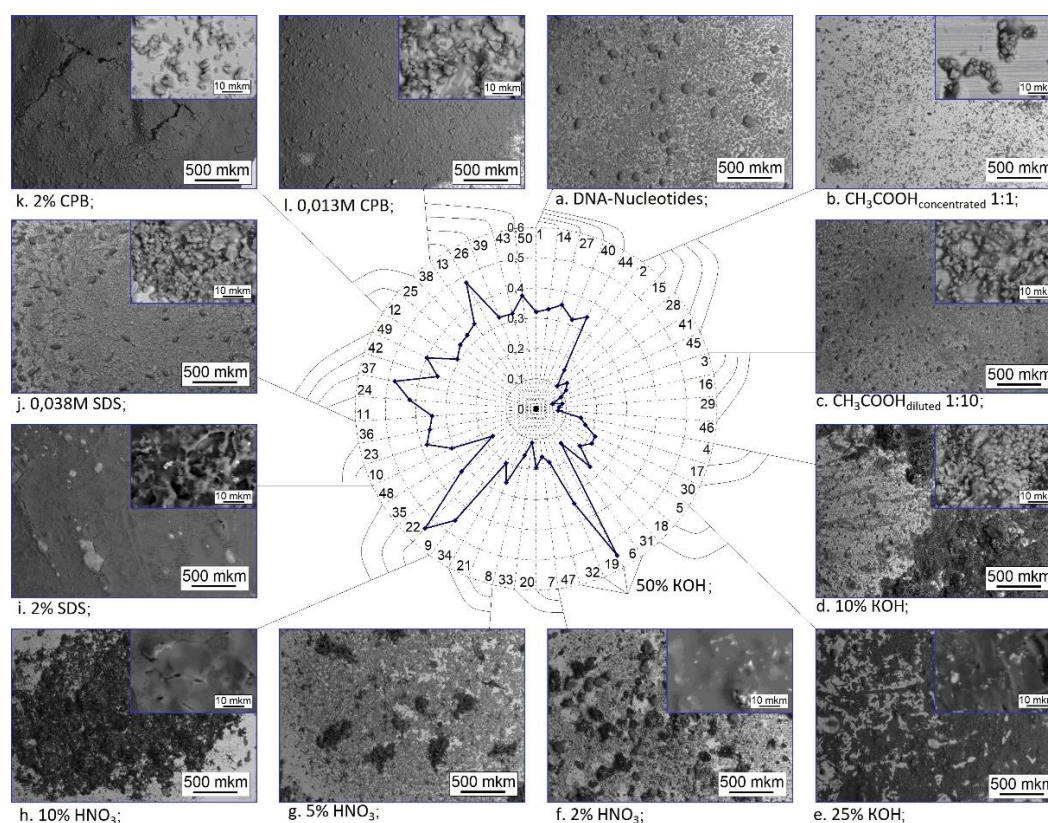 10 mkm
500 mkm
k. 2% CPB;
10 mkm
500 mkm
l. 0,013M CPB
500 mkm
a. DNA-Nucleotides;
10 mkm
500 mkm
b. CH₃COOHconcentrated 1:1;
10 mkm
500 mkm
j. 0,038M SDS;
10 mkm
500 mkm
c. CH₃COOHdiluted 1:10;
10 mkm
500 mkm
i. 2% SDS;
10 mkm
500 mkm
d. 10% KOH;
10 mkm
500 mkm
h. 10% HNO₃;
500 mkm
g. 5% HNO₃;
10 mkm
500 mkm
f. 2% HNO₃;
10 mkm
500 mkm
e. 25% KOH;
50% KOH;
0,6
0,5
0,4
0,3
0,2
0,1
0
1
14
27
40
44
2
15
28
41
45
3
16
29
46
4
17
30
5
18
31
6
19
32
47
7
20
33
8
21
34
9
22
35
48
10
23
36
11
24
37
42
49
12
25
38
13
26
39
43
50